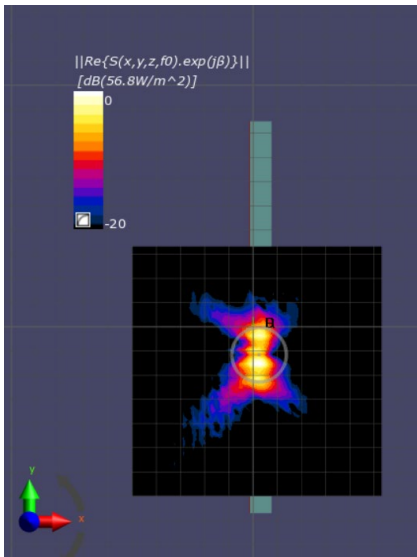 ||Re{S(x,y,z,f0).exp(jβ)}||
[dB(56.8W/m^2)]
0
-20
y
x